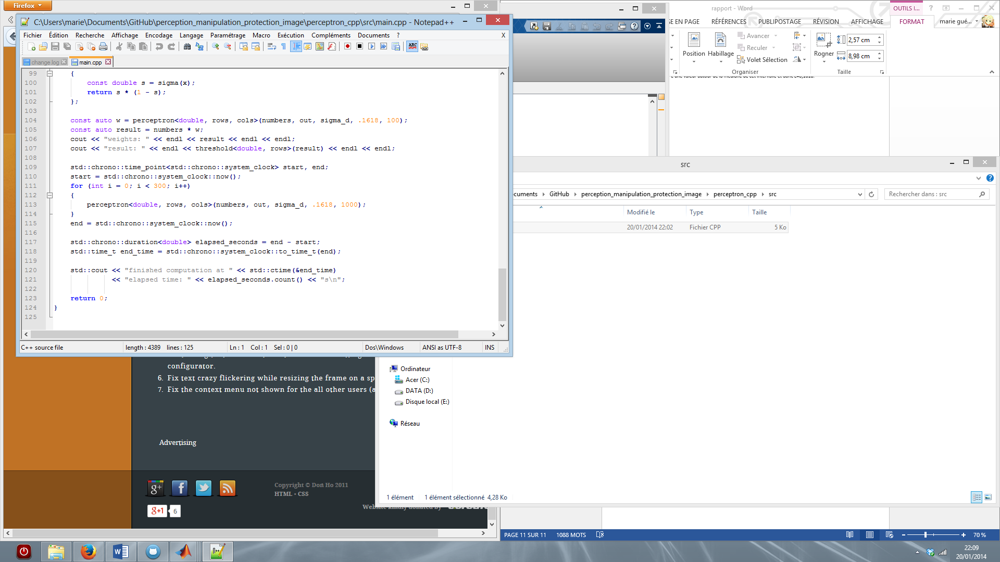 Firefox
C:\Users\marie\Documents\GitHub\perception_manipulation_protection_image\perceptron_cpp\src\main.cpp - Notepad++
Fichier Édition Recherche Affichage Encodage Langage Paramétrage Macro Exécution Compléments Documents ? X
change.log main.cpp
99 {
100 const double s = sigma(x);
101 return s * (1 - s);
102 };
103
104 const auto w = perceptron<double, rows, cols>(numbers, out, sigma_d, .1618, 100);
105 const auto result = numbers * w;
106 cout << "weights: " << endl << result << endl << endl;
107 cout << "result: " << endl << threshold<double, rows>(result) << endl << endl;
108
109 std::chrono::time_point<std::chrono::system_clock> start, end;
110 start = std::chrono::system_clock::now();
111 for (int i = 0; i < 300; i++)
112 {
113 perceptron<double, rows, cols>(numbers, out, sigma_d, .1618, 1000);
114 }
115 end = std::chrono::system_clock::now();
116
117 std::chrono::duration<double> elapsed_seconds = end - start;
118 std::time_t end_time = std::chrono::system_clock::to_time_t(end);
119
120 std::cout << "finished computation at " << std::ctime(&end_time)
121 << "elapsed time: " << elapsed_seconds.count() << "s\n";
122
123 return 0;
124 }
125
C++ source file length : 4389 lines : 125 Ln : 1 Col : 1 Sel : 0 | 0 Dos\Windows ANSI as UTF-8 INS
rapport - Word OUTILS I... ?
SE EN PAGE RÉFÉRENCES PUBLIPOSTAGE RÉVISION AFFICHAGE FORMAT marie gué...
Position Habillage Avancer Reculer Volet Sélection Rogner 2,57 cm 8,98 cm
Organiser Taille
src
cuments GitHub perception_manipulation_protection_image perceptron_cpp src Rechercher dans : src
Modifié le Type Taille
20/01/2014 22:02 Fichier CPP 5 Ko
configurator.
6. Fix text crazy flickering while resizing the frame on a sp
7. Fix the context menu not shown for the all other users (a
Advertising
Ordinateur
Acer (C:)
DATA (D:)
Disque local (E:)
Réseau
1 élément 1 élément sélectionné 4,28 Ko
g+ f
Copyright © Don Ho 2011
HTML • CSS
g+1 6
PAGE 11 SUR 11 1088 MOTS 70 %
22:09
20/01/2014